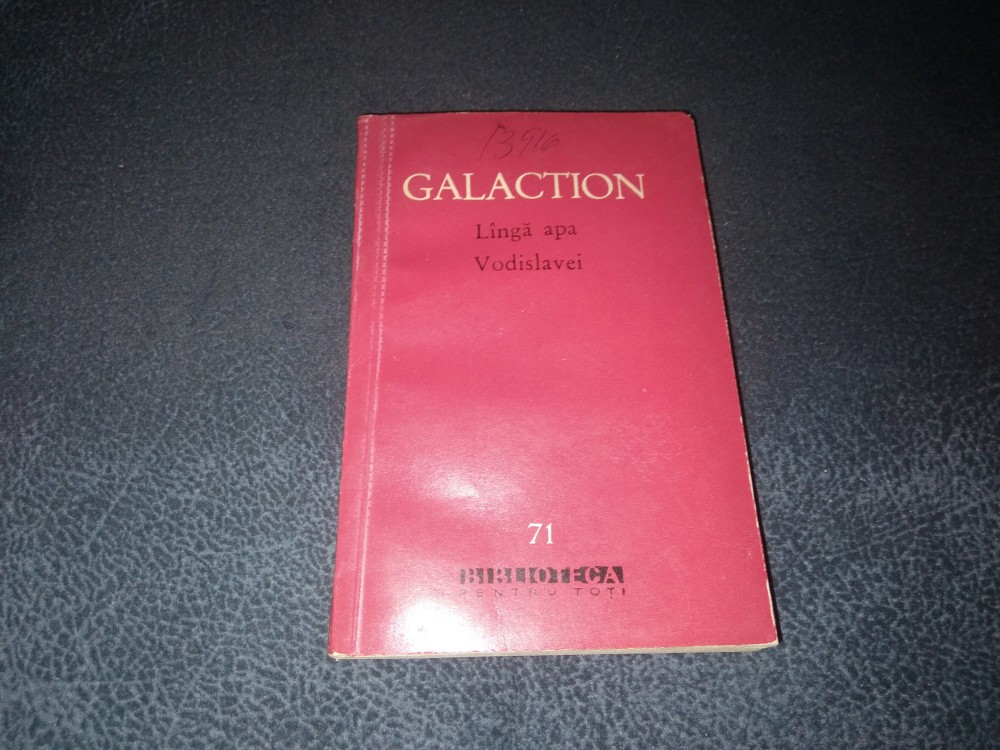 13916
GALACTION
Lîngă apa
Vodislavei
71
BIBLIOTECA
PENTRU TOȚI